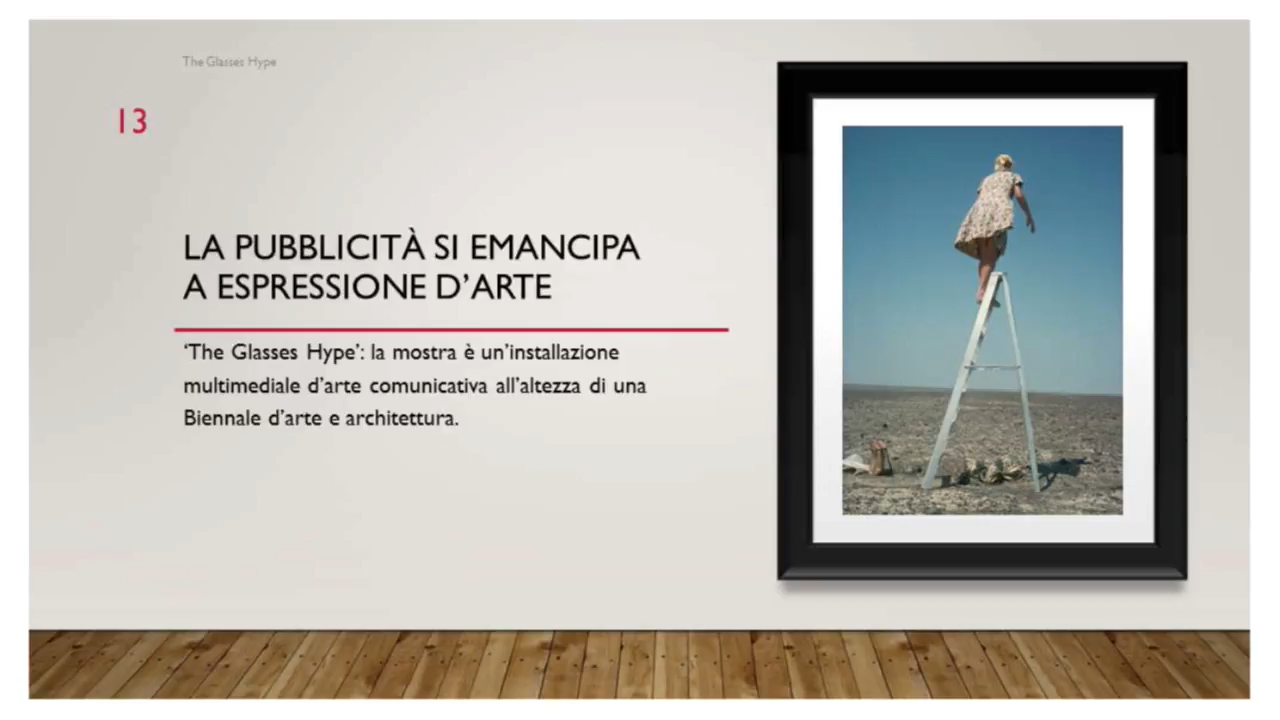 The Glasses Hype
13
LA PUBBLICITÀ SI EMANCIPA
A ESPRESSIONE D’ARTE
‘The Glasses Hype’: la mostra è un’installazione
multimediale d’arte comunicativa all’altezza di una
Biennale d’arte e architettura.